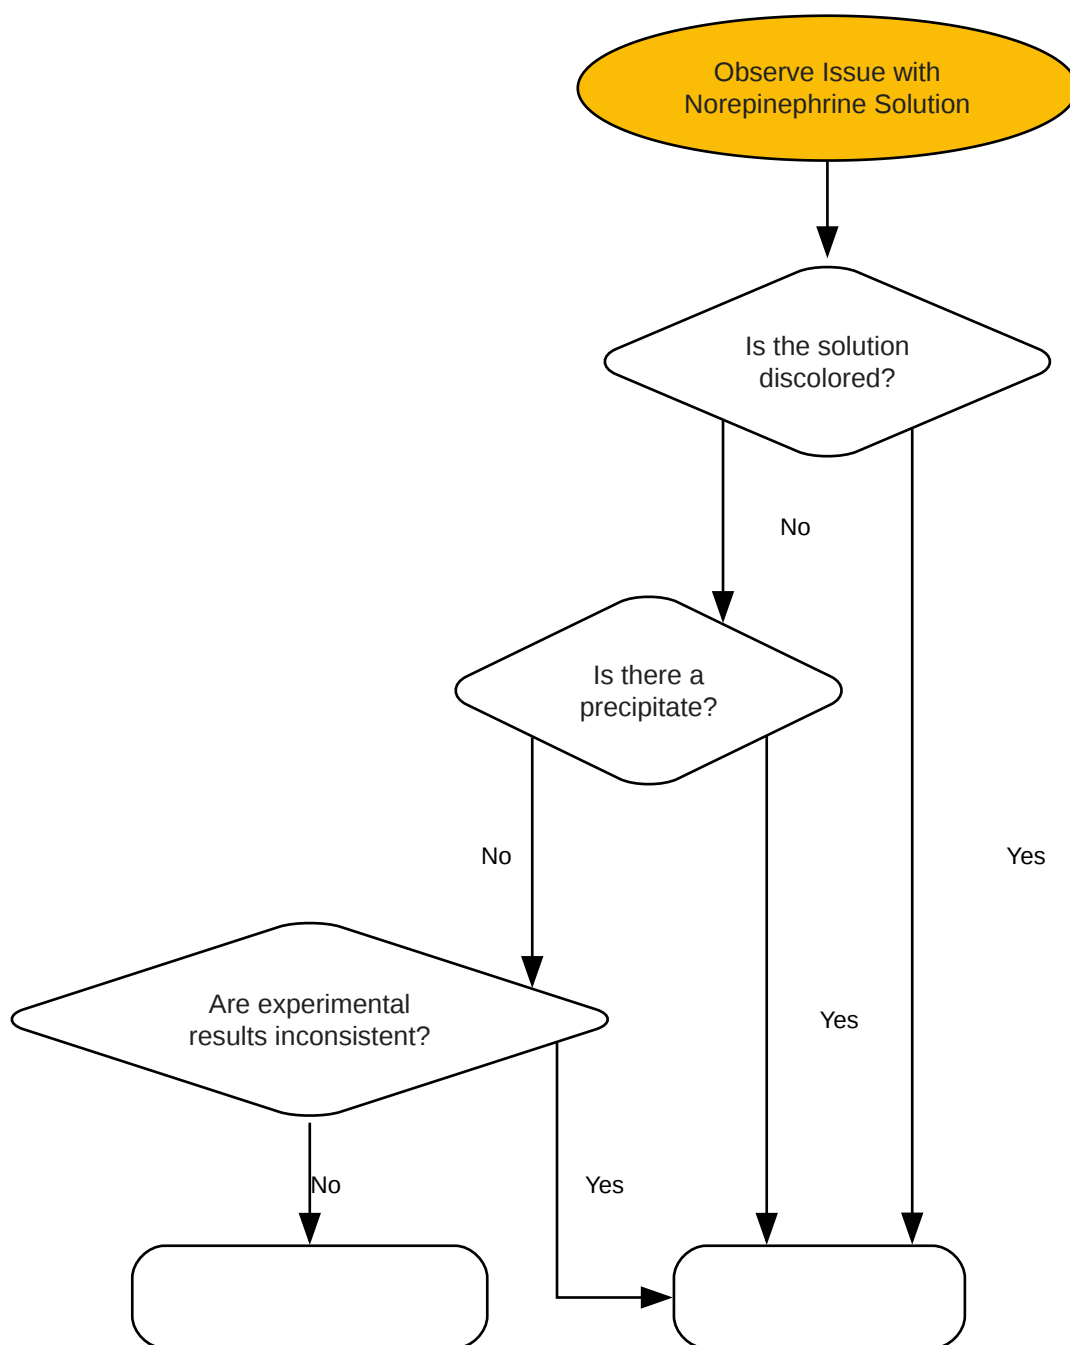 Observe Issue with
Norepinephrine Solution
Is the solution
discolored?
No
Is there a
precipitate?
No
Yes
Are experimental
results inconsistent?
Yes
No
Yes